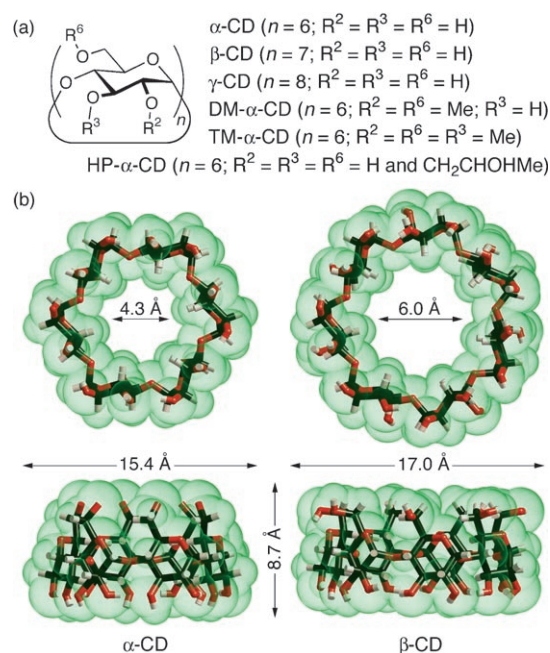 (a)
R⁶
O
O
O
O
O
R³
R²
n
α-CD (n = 6; R² = R³ = R⁶ = H)
β-CD (n = 7; R² = R³ = R⁶ = H)
γ-CD (n = 8; R² = R³ = R⁶ = H)
DM-α-CD (n = 6; R² = R⁶ = Me; R³ = H)
TM-α-CD (n = 6; R² = R⁶ = R³ = Me)
HP-α-CD (n = 6; R² = R³ = R⁶ = H and CH₂CHOHMe)
(b)
4.3 Å
6.0 Å
15.4 Å
17.0 Å
8.7 Å
α-CD
β-CD